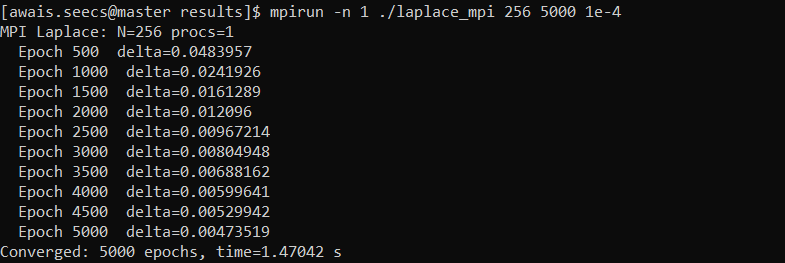 [awais.seecs@master results]$ mpirun -n 1 ./laplace_mpi 256 5000 1e-4
MPI Laplace: N=256 procs=1
  Epoch 500  delta=0.0483957
  Epoch 1000  delta=0.0241926
  Epoch 1500  delta=0.0161289
  Epoch 2000  delta=0.012096
  Epoch 2500  delta=0.00967214
  Epoch 3000  delta=0.00804948
  Epoch 3500  delta=0.00688162
  Epoch 4000  delta=0.00599641
  Epoch 4500  delta=0.00529942
  Epoch 5000  delta=0.00473519
Converged: 5000 epochs, time=1.47042 s